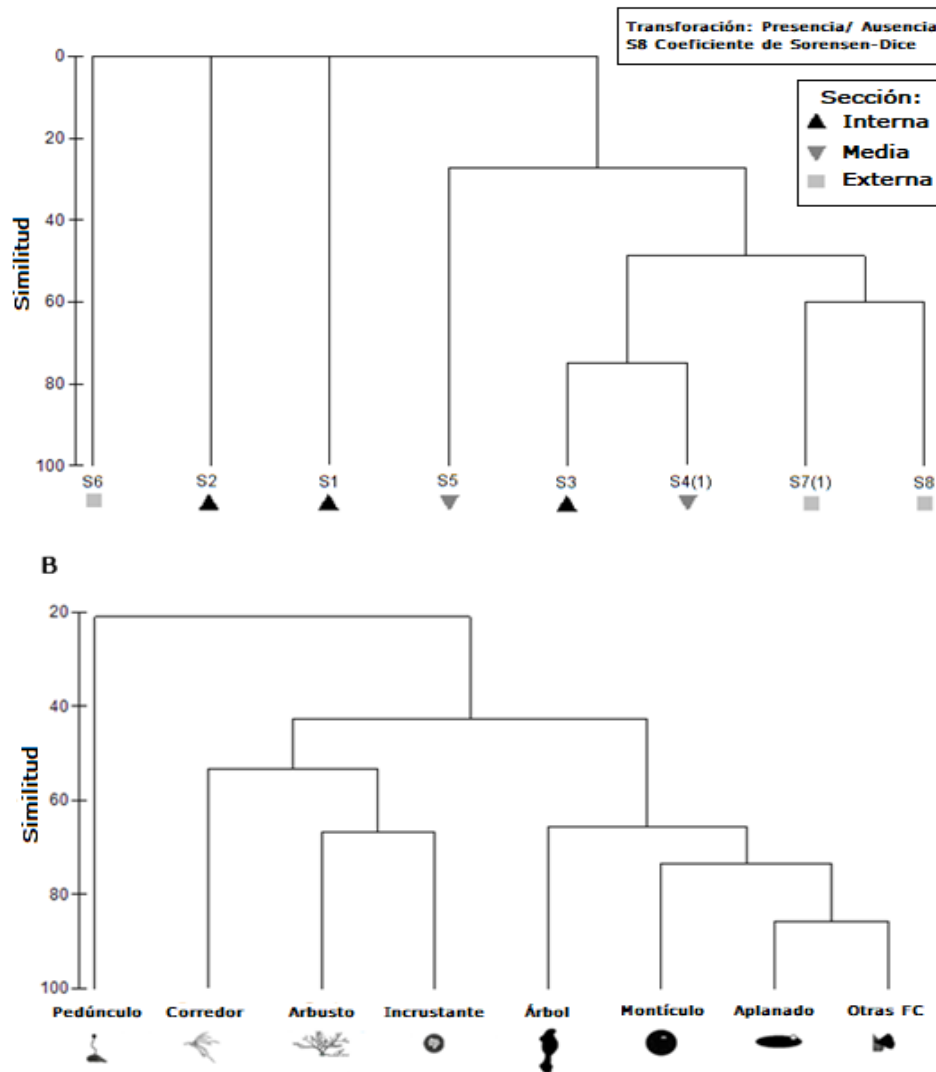 Transforación: Presencia/ Ausencia
S8 Coeficiente de Sorensen-Dice
Sección:
Interna
Media
Externa
Similitud
0
20
40
60
80
100
S6 S2 S1 S5 S3 S4(1) S7(1) S8
B
Similitud
20
40
60
80
100
Pedúnculo Corredor Arbusto Incrustante Árbol Montículo Aplanado Otras FC